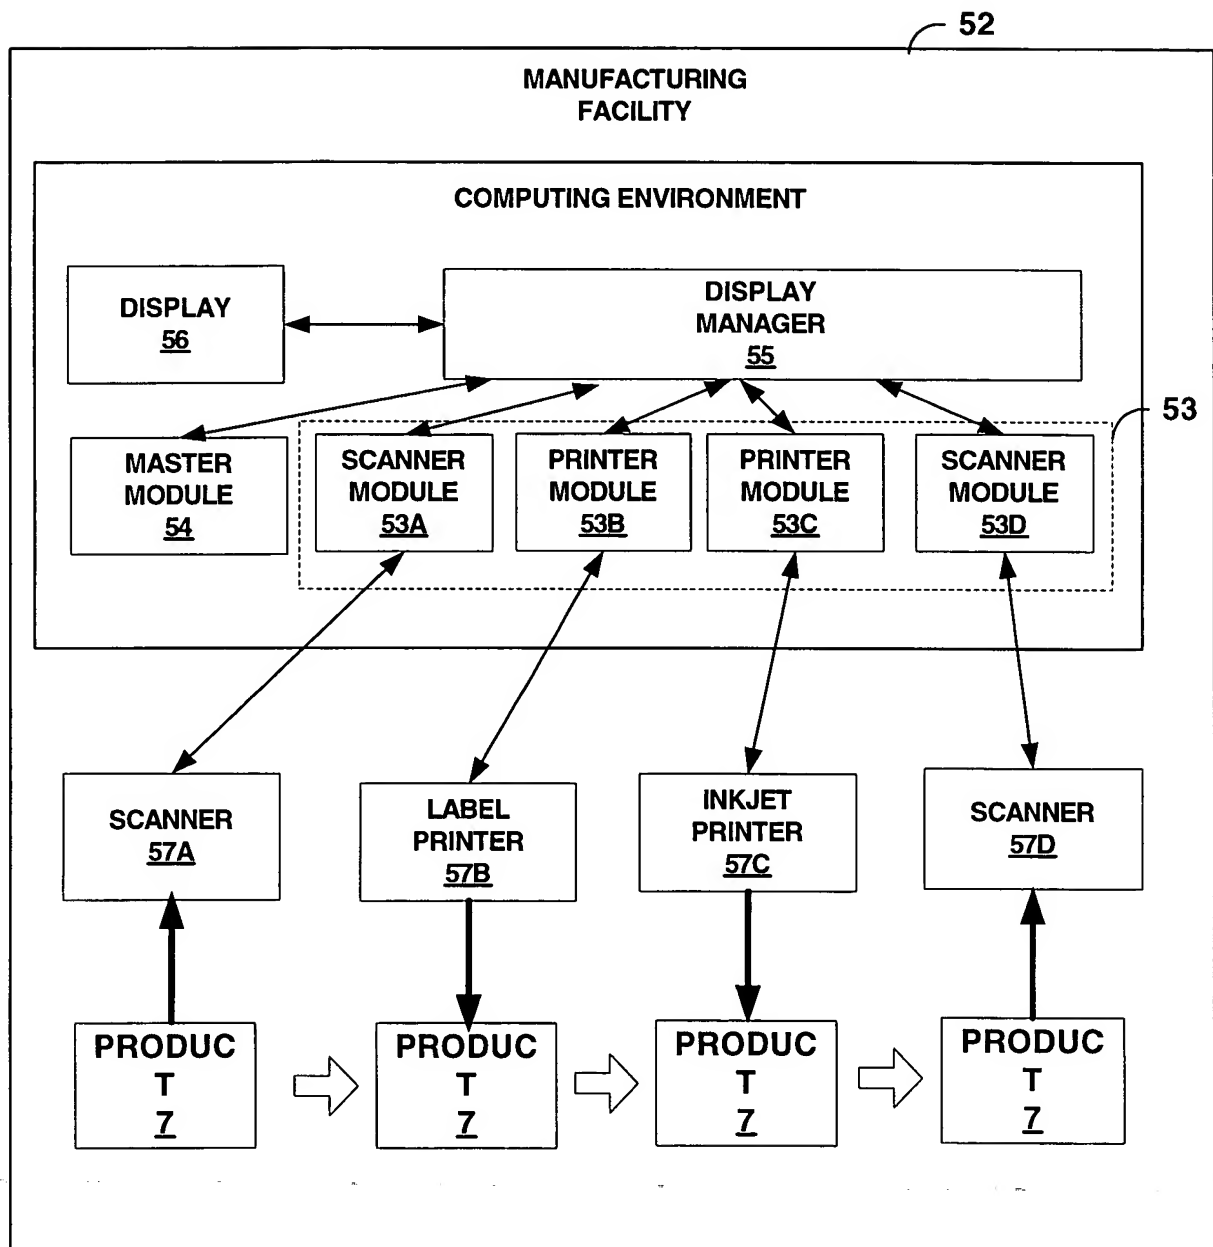 52
MANUFACTURING
FACILITY
COMPUTING ENVIRONMENT
DISPLAY
56
DISPLAY
MANAGER
55
53
MASTER
MODULE
54
SCANNER
MODULE
53A
PRINTER
MODULE
53B
PRINTER
MODULE
53C
SCANNER
MODULE
53D
SCANNER
57A
LABEL
PRINTER
57B
INKJET
PRINTER
57C
SCANNER
57D
PRODUC
T
7
PRODUC
T
7
PRODUC
T
7
PRODUC
T
7